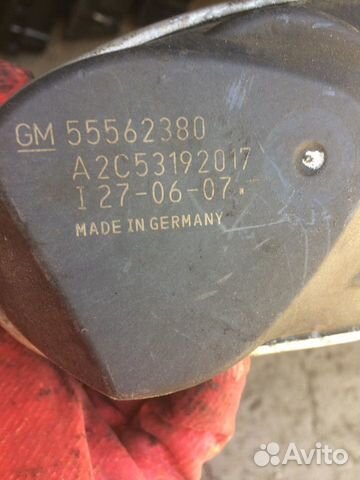 GM 55562380
A2C53192017
I 27-06-07.
MADE IN GERMANY
Avito